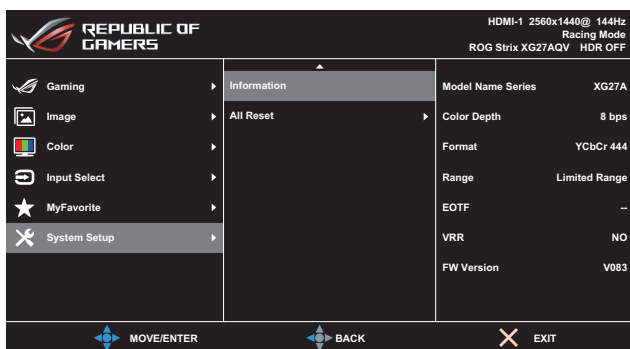 REPUBLIC OF
GAMERS
HDMI-1 2560x1440@ 144Hz
Racing Mode
ROG Strix XG27AQV HDR OFF
Gaming
Image
Color
Input Select
MyFavorite
System Setup
Information
All Reset
Model Name Series XG27A
Color Depth 8 bps
Format YCbCr 444
Range Limited Range
EOTF --
VRR NO
FW Version V083
MOVE/ENTER
BACK
EXIT